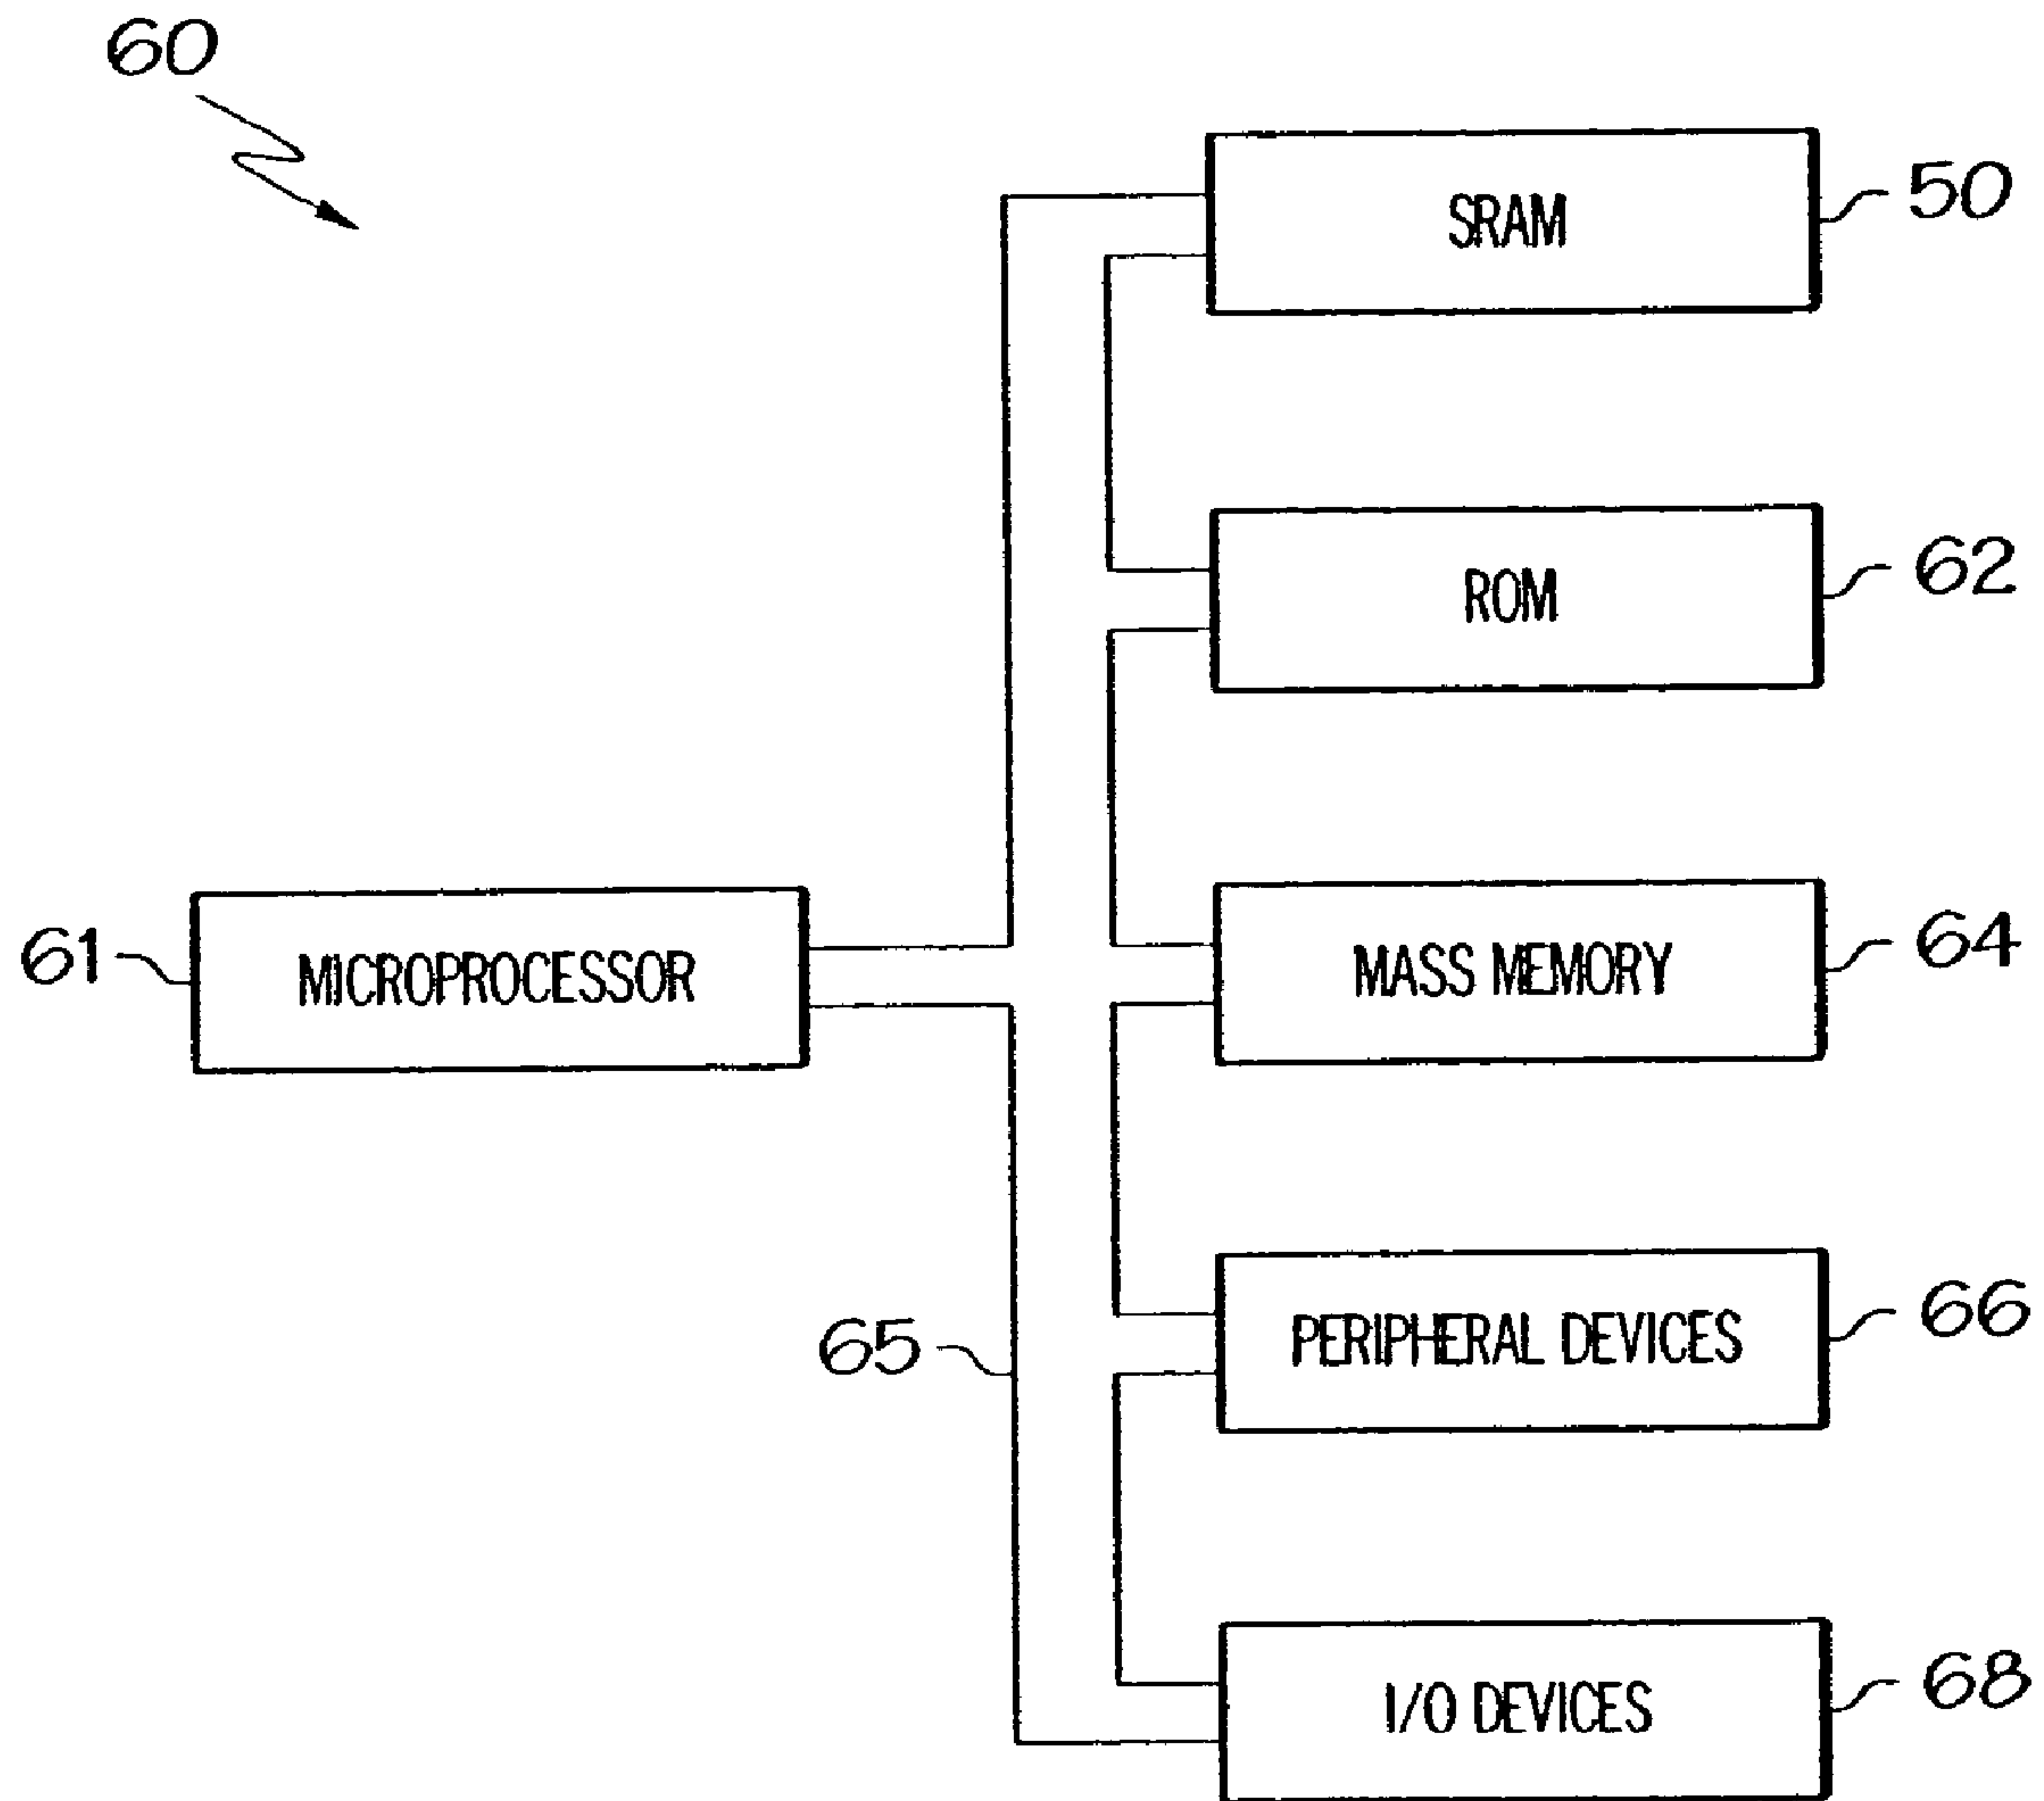 60
SRAM
50
ROM
62
61
MICROPROCESSOR
MASS MEMORY
64
65
PERIPHERAL DEVICES
66
I/O DEVICES
68